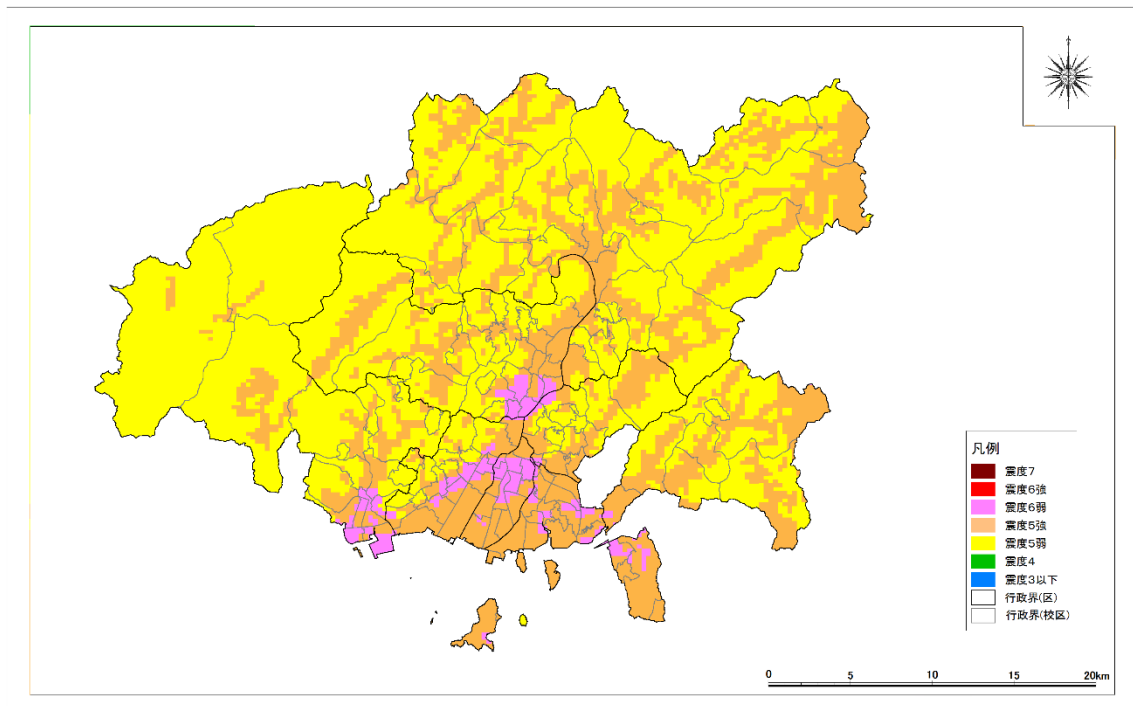 凡例
震度7
震度6強
震度6弱
震度5強
震度5弱
震度4
震度3以下
行政界(区)
行政界(校区)
0 5 10 15 20km